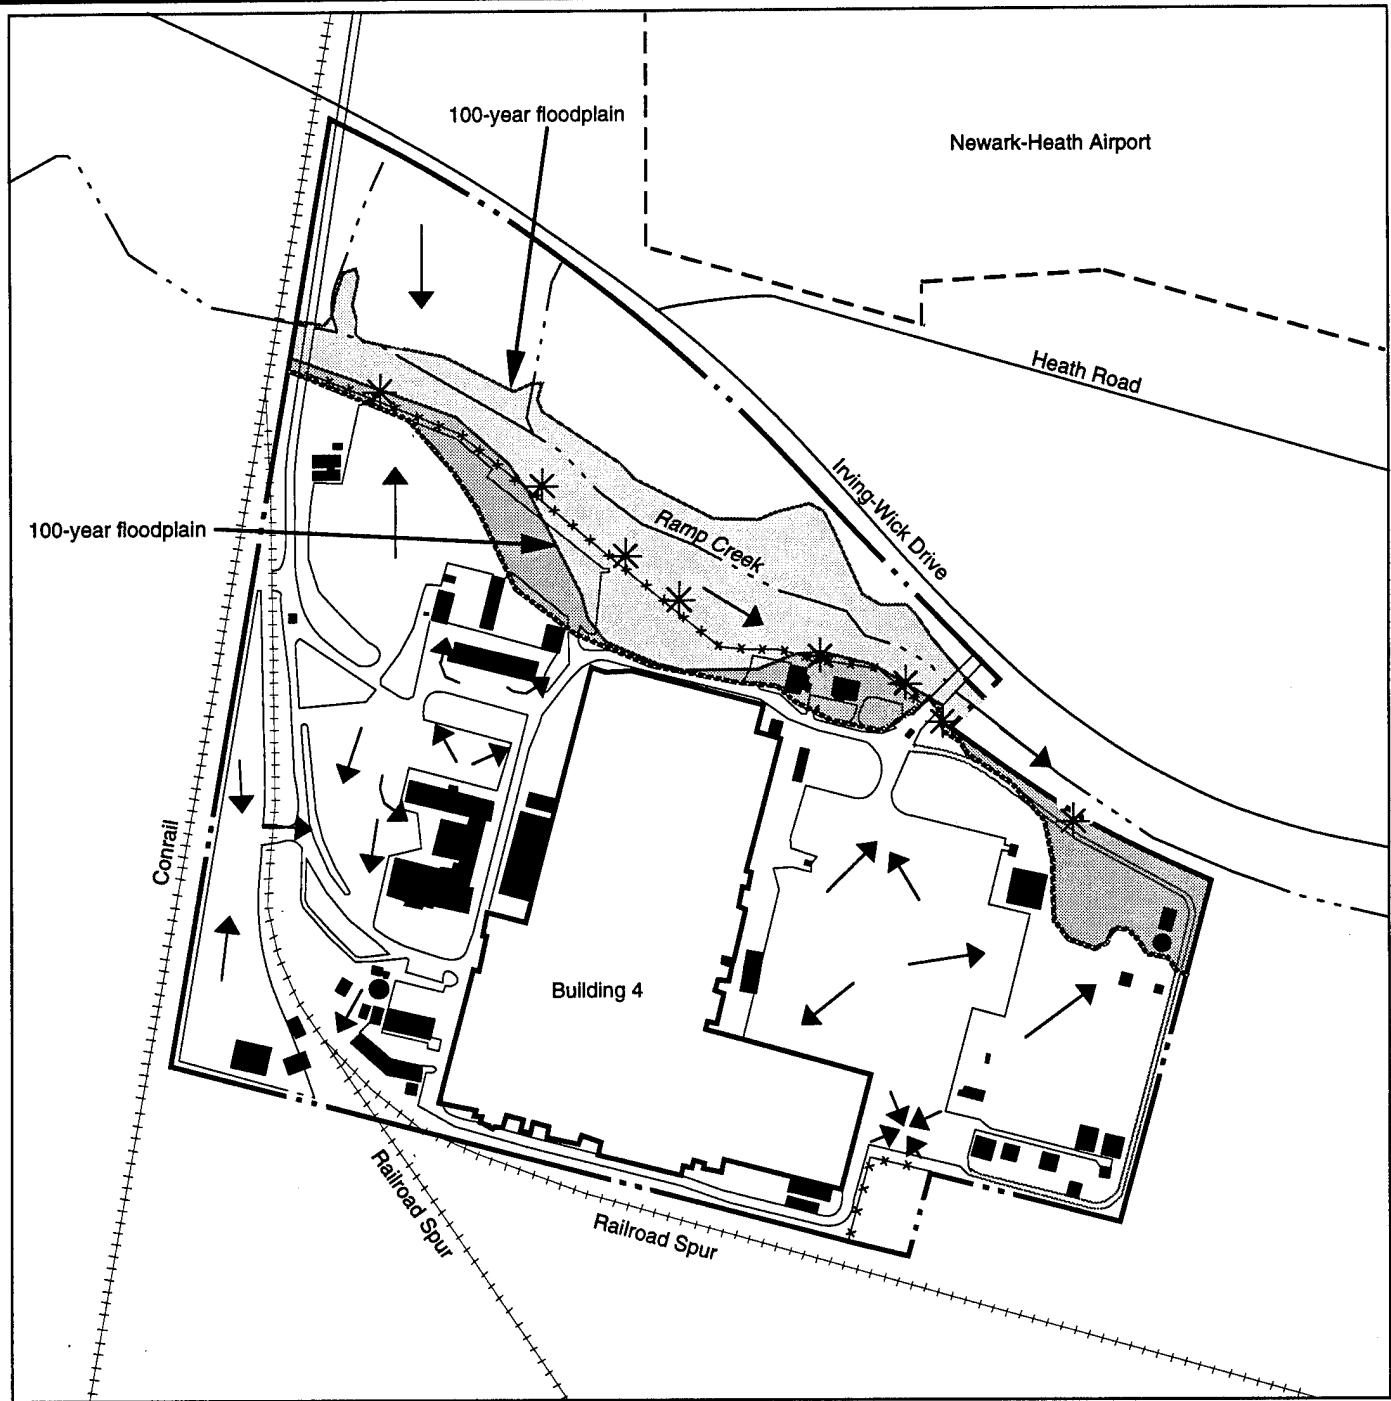 100-year floodplain
Newark-Heath Airport
Heath Road
Irving-Wick Drive
Ramp Creek
100-year floodplain
Conrail
Building 4
Railroad Spur
Railroad Spur